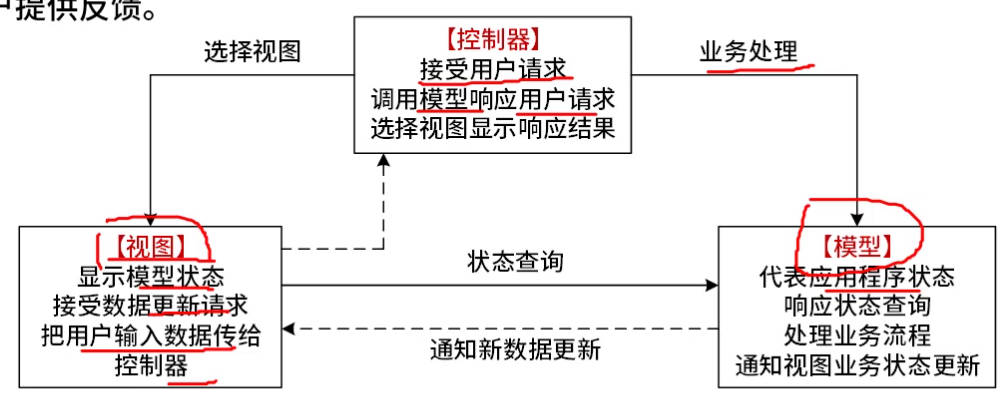 户提供反馈。
选择视图
【控制器】
接受用户请求
调用模型响应用户请求
选择视图显示响应结果
业务处理
【视图】
显示模型状态
接受数据更新请求
把用户输入数据传给
控制器
状态查询
通知新数据更新
【模型】
代表应用程序状态
响应状态查询
处理业务流程
通知视图业务状态更新